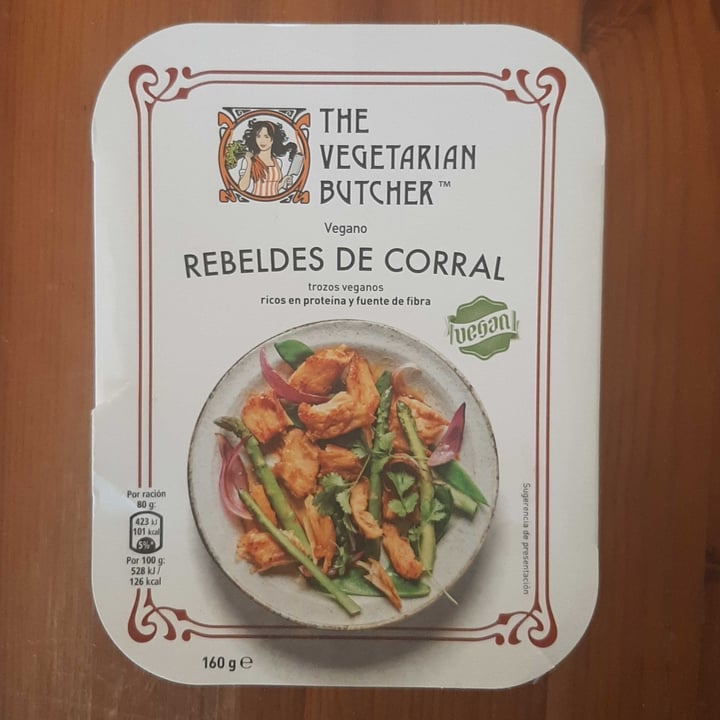 THE
VEGETARIAN
BUTCHER™
Vegano
REBELDES DE CORRAL
trozos veganos
ricos en proteína y fuente de fibra
vegan
Por ración
80 g:
423 kJ
101 kcal
5%*
Por 100 g:
528 kJ /
126 kcal
Sugerencia de presentación
160 g ℮